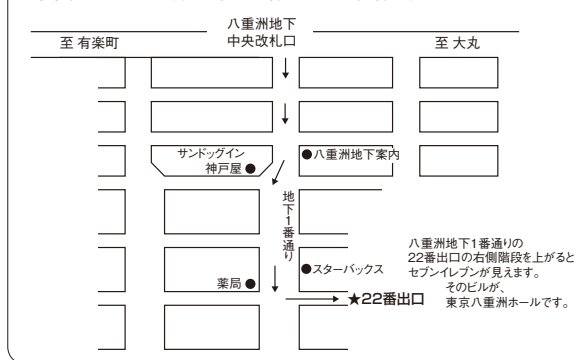 八重洲地下
中央改札口
至 有楽町
至 大丸
サンドッグイン
神戸屋●
●八重洲地下案内
地下1番通り
●スターバックス
薬局●
★22番出口
八重洲地下1番通りの
22番出口の右側階段を上がると
セブンイレブンが見えます。
そのビルが、
東京八重洲ホールです。